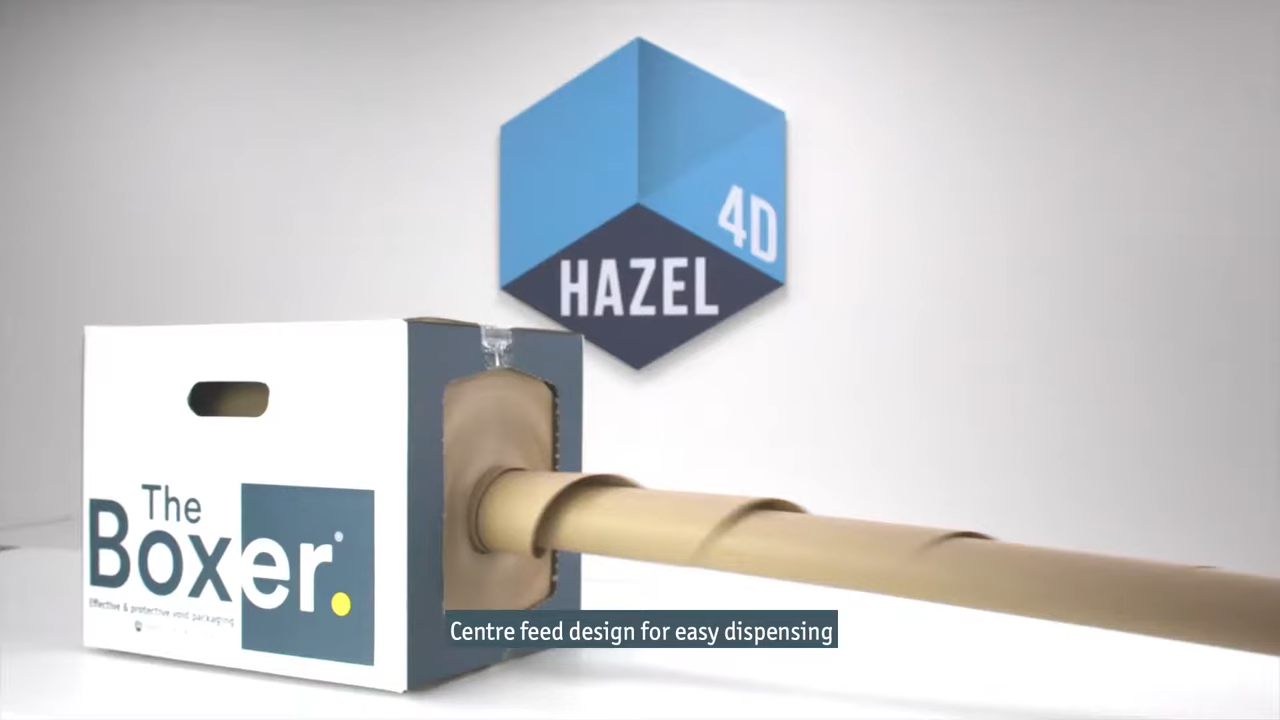 4D
HAZEL
The
Boxer.
Effective & protective void packaging
Centre feed design for easy dispensing